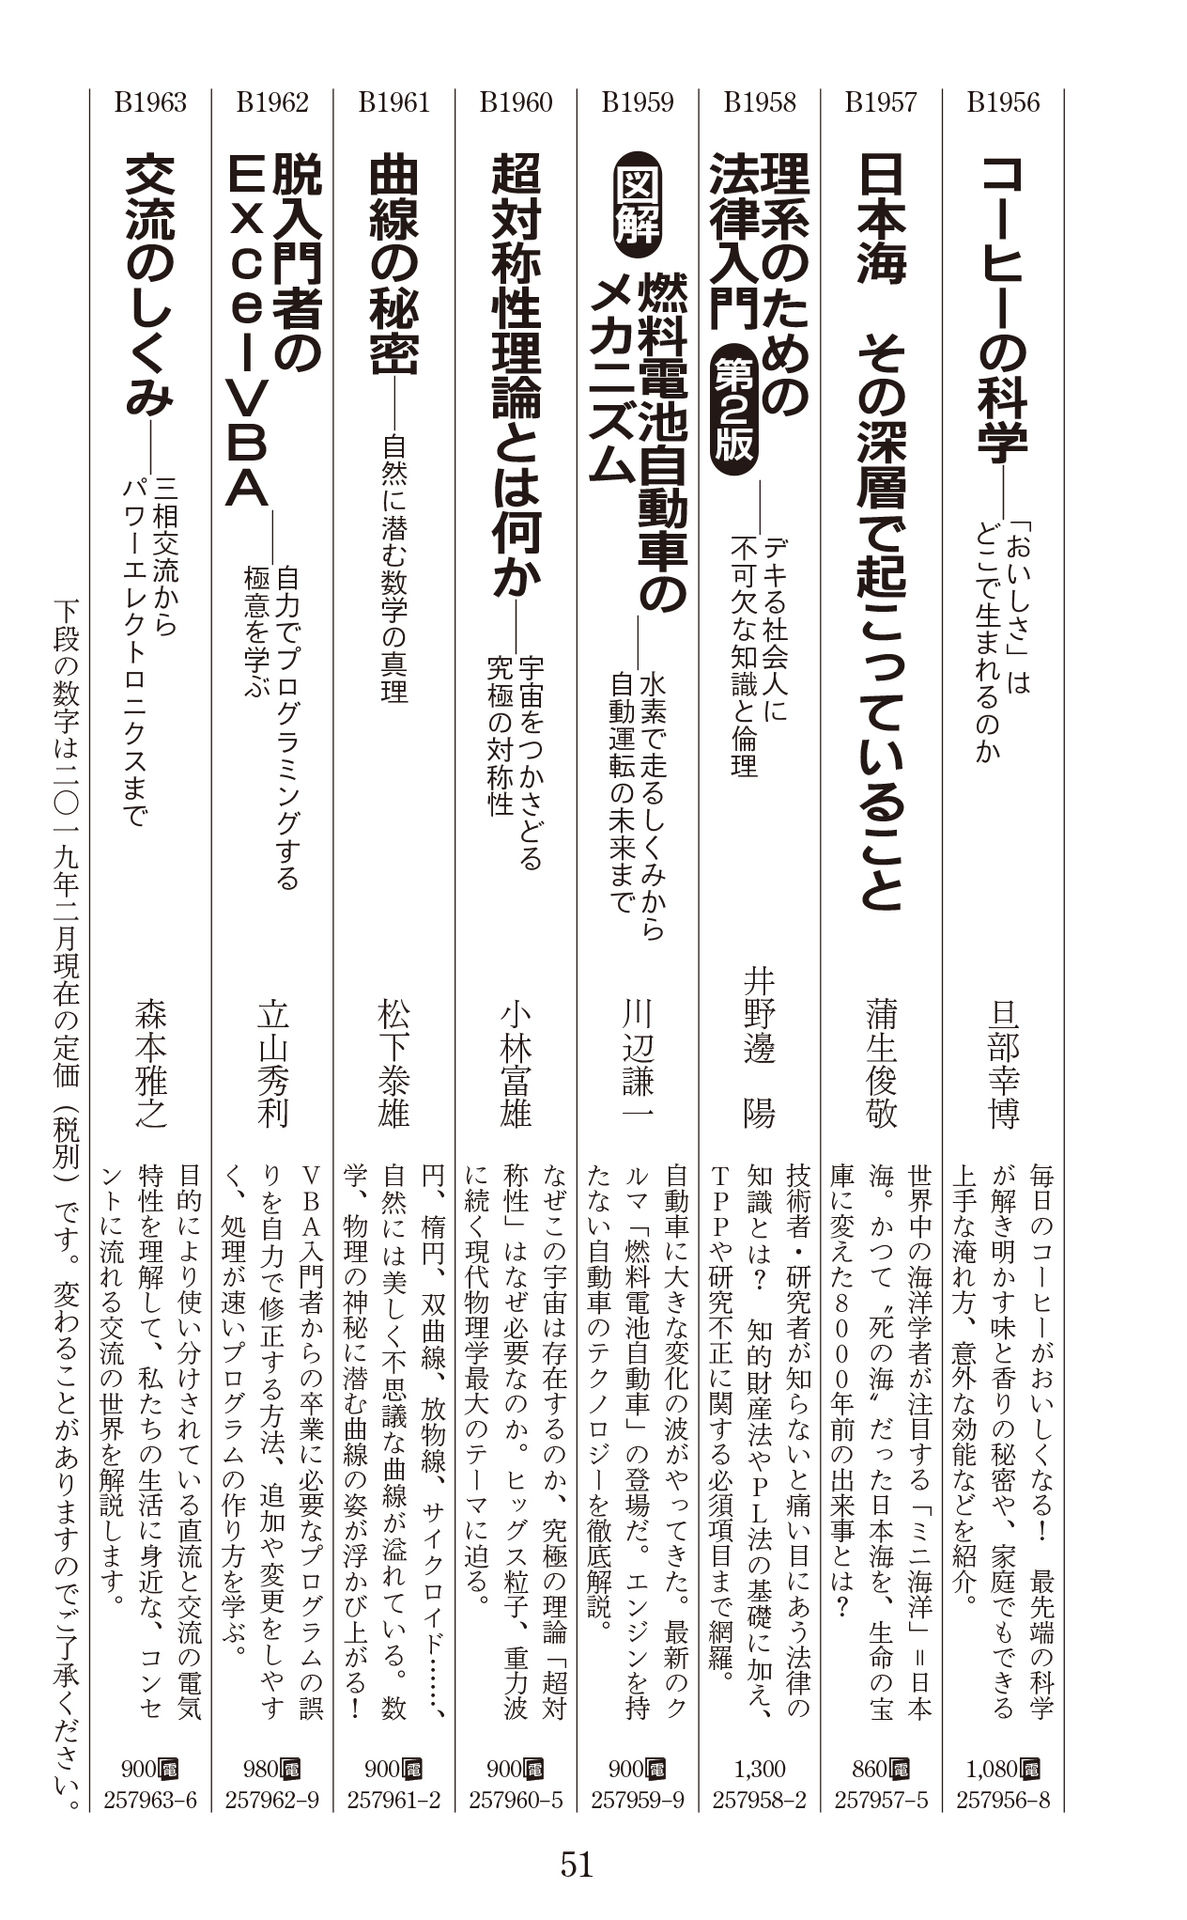 B1956
コーヒーの科学――「おいしさ」は
どこで生まれるのか
旦部幸博
毎日のコーヒーがおいしくなる！　最先端の科学
が解き明かす味と香りの秘密や、家庭でもできる
上手な淹れ方、意外な効能などを紹介。
1,080電
257956-8
B1957
日本海　その深層で起こっていること
蒲生俊敬
世界中の海洋学者が注目する「ミニ海洋」＝日本
海。かつて〝死の海〟だった日本海を、生命の宝
庫に変えた8000年前の出来事とは？
860電
257957-5
B1958
理系のための
法律入門 第2版
――デキる社会人に
不可欠な知識と倫理
井野邊　陽
技術者・研究者が知らないと痛い目にあう法律の
知識とは？　知的財産法やPL法の基礎に加え、
TPPや研究不正に関する必須項目まで網羅。
1,300
257958-2
B1959
図解
燃料電池自動車の
メカニズム
――水素で走るしくみから
自動運転の未来まで
川辺謙一
自動車に大きな変化の波がやってきた。最新のク
ルマ「燃料電池自動車」の登場だ。エンジンを持
たない自動車のテクノロジーを徹底解説。
900電
257959-9
B1960
超対称性理論とは何か――宇宙をつかさどる
究極の対称性
小林富雄
なぜこの宇宙は存在するのか、究極の理論「超対
称性」はなぜ必要なのか。ヒッグス粒子、重力波
に続く現代物理学最大のテーマに迫る。
900電
257960-5
B1961
曲線の秘密――自然に潜む数学の真理
松下泰雄
円、楕円、双曲線、放物線、サイクロイド……、
自然には美しく不思議な曲線が溢れている。数
学、物理の神秘に潜む曲線の姿が浮かび上がる！
900電
257961-2
B1962
脱入門者の
Excel VBA
――自力でプログラミングする
極意を学ぶ
立山秀利
VBA入門者からの卒業に必要なプログラムの誤
りを自力で修正する方法、追加や変更をしやす
く、処理が速いプログラムの作り方を学ぶ。
980電
257962-9
B1963
交流のしくみ――三相交流から
パワーエレクトロニクスまで
森本雅之
目的により使い分けされている直流と交流の電気
特性を理解して、私たちの生活に身近な、コンセ
ントに流れる交流の世界を解説します。
900電
257963-6
下段の数字は二〇一九年二月現在の定価（税別）です。変わることがありますのでご了承ください。
51